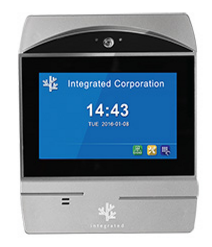 Integrated Corporation
14:43
TUE 2016-01-05
Integrated